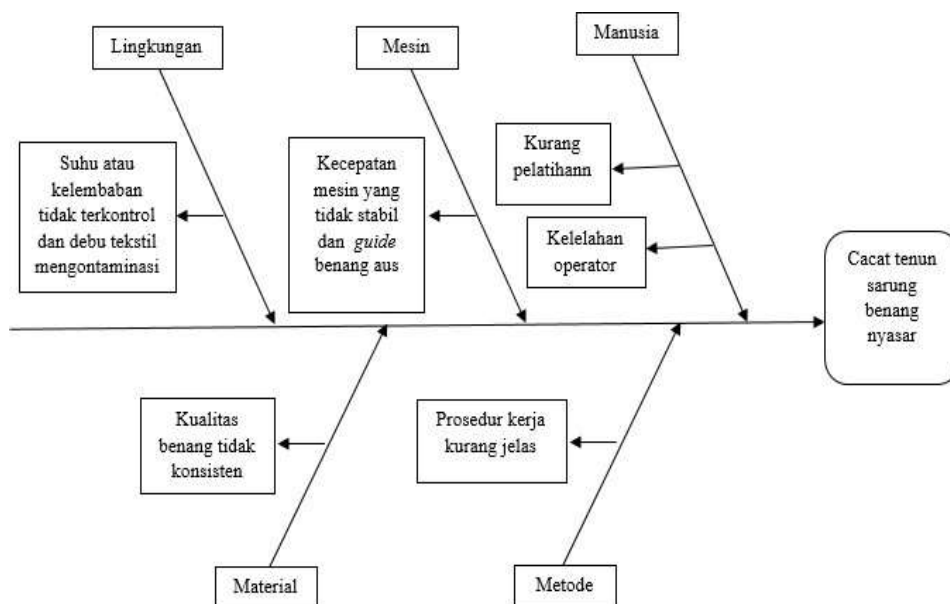 Lingkungan
Mesin
Manusia
Suhu atau
kelembaban
tidak terkontrol
dan debu tekstil
mengontaminasi
Kecepatan
mesin yang
tidak stabil
dan guide
benang aus
Kurang
pelatihann
Kelelahan
operator
Cacat tenun
sarung
benang
nyasar
Kualitas
benang tidak
konsisten
Prosedur kerja
kurang jelas
Material
Metode